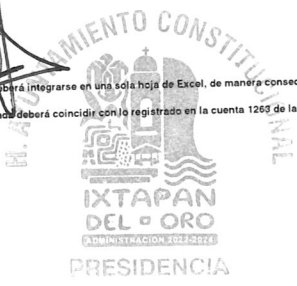 H. AYUNTAMIENTO CONSTITUCIONAL
deberá integrarse en una sola hoja de Excel, de manera consec
deberá coincidir con lo registrado en la cuenta 1263 de la
IXTAPAN
DEL ORO
ADMINISTRACIÓN 2022-2024
PRESIDENCIA